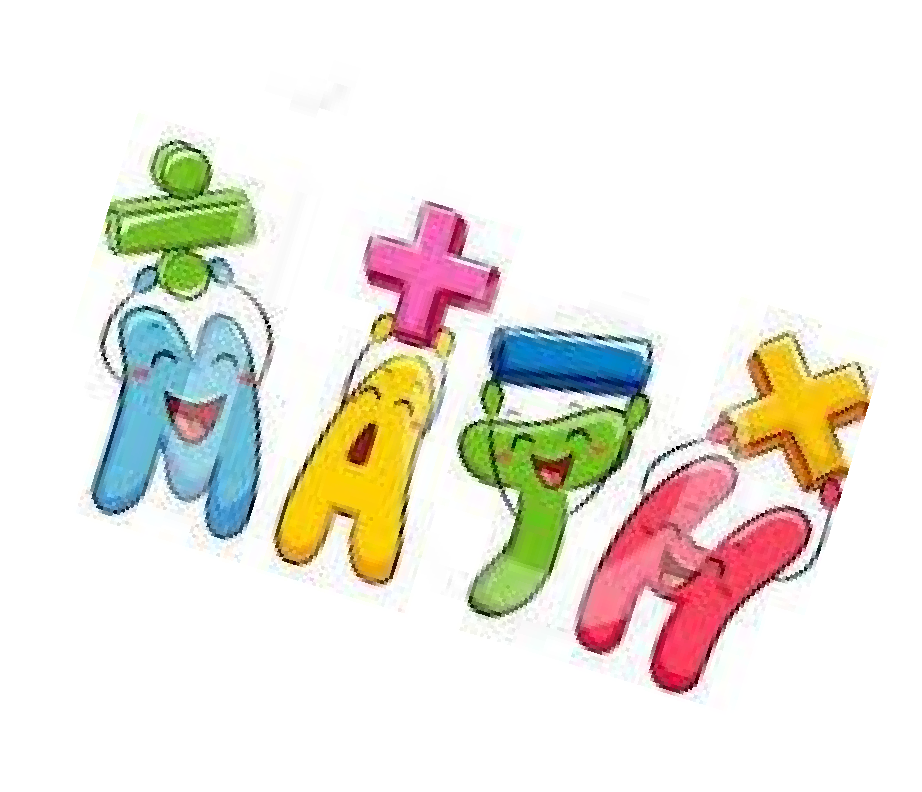 ÷ + - ×
MATH